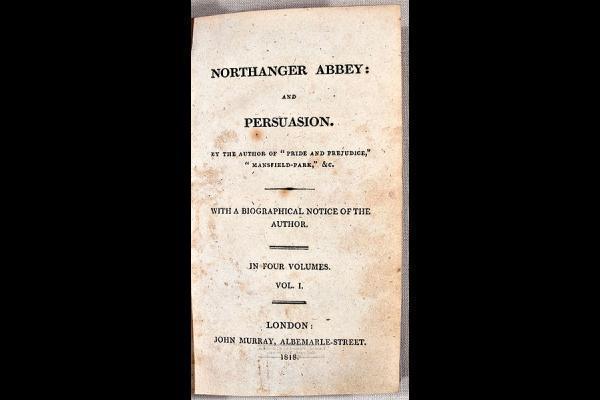 NORTHANGER ABBEY:
AND
PERSUASION.
BY THE AUTHOR OF "PRIDE AND PREJUDICE,"
"MANSFIELD-PARK," &C.
WITH A BIOGRAPHICAL NOTICE OF THE
AUTHOR.
IN FOUR VOLUMES.
VOL. I.
LONDON:
JOHN MURRAY, ALBEMARLE-STREET.
1818.